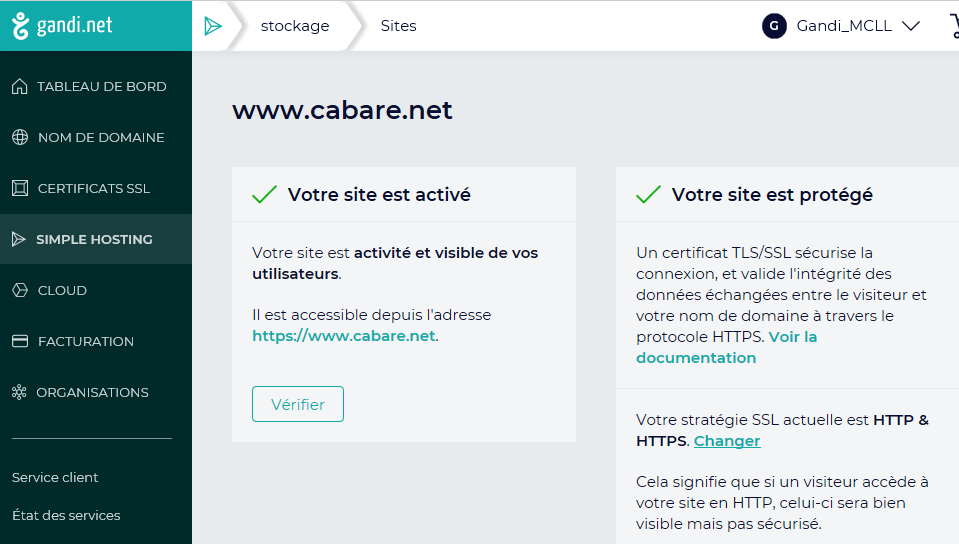 gandi.net
stockage
Sites
G
Gandi_MCLL
TABLEAU DE BORD
NOM DE DOMAINE
CERTIFICATS SSL
SIMPLE HOSTING
CLOUD
FACTURATION
ORGANISATIONS
Service client
État des services
www.cabare.net
Votre site est activé
Votre site est activité et visible de vos
utilisateurs.
Il est accessible depuis l'adresse
https://www.cabare.net.
Vérifier
Votre site est protégé
Un certificat TLS/SSL sécurise la
connexion, et valide l'intégrité des
données échangées entre le visiteur et
votre nom de domaine à travers le
protocole HTTPS. Voir la
documentation
Votre stratégie SSL actuelle est HTTP &
HTTPS. Changer
Cela signifie que si un visiteur accède à
votre site en HTTP, celui-ci sera bien
visible mais pas sécurisé.